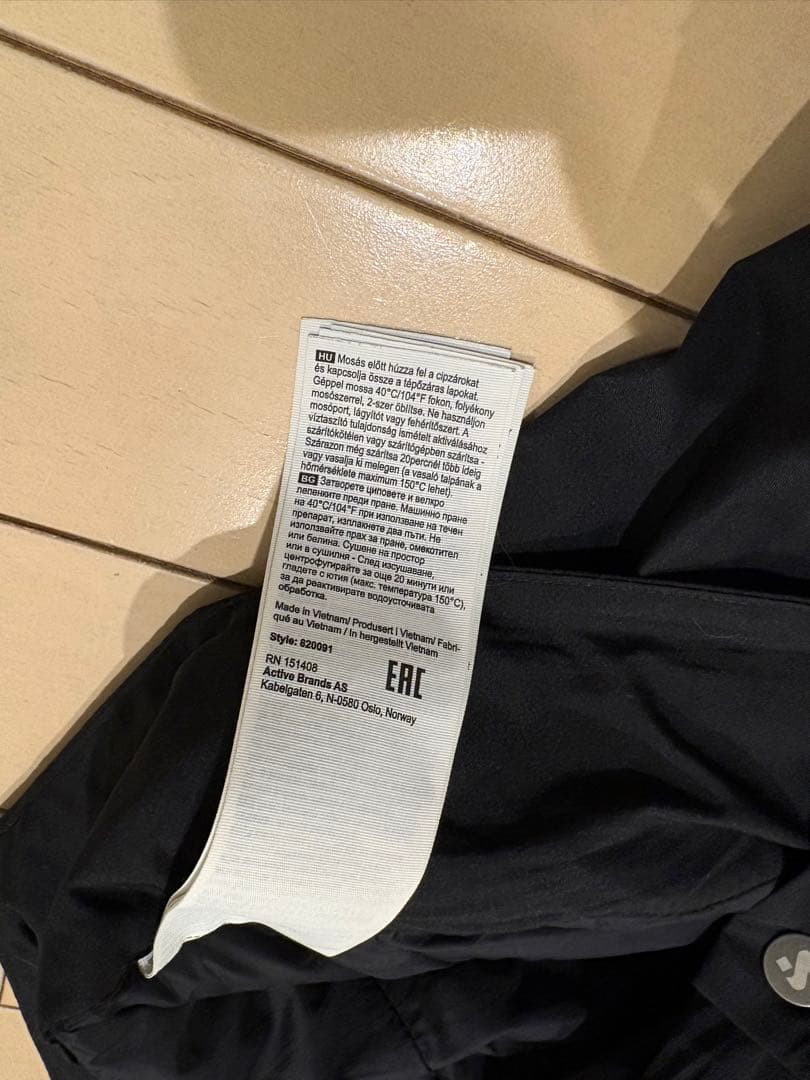 HU Mosás előtt húzza fel a cipzárokat
és kapcsolja össze a tépőzáras lapokat.
Géppel mossa 40°C/104°F fokon, folyékony
mosószerrel, 2-szer öblítse. Ne használjon
mosóport, lágyítót vagy fehérítőszert. A
víztaszító tulajdonság ismételt aktiválásához
szárítókötélen vagy szárítógépben szárítsa -
Szárazon még szárítsa 20percnél több ideig
vagy vasalja ki melegen (a vasaló talpának a
hőmérséklete maximum 150°C lehet).
BG Затворете циповете и велкро
лепенките преди пране. Машинно пране
на 40°C/104°F при използване на течен
препарат, изплакнете два пъти. Не
използвайте прах за пране, омекотител
или белина. Сушене на простор
или в сушилня - След изсушаване,
центрофугирайте за още 20 минути или
гладете с ютия (макс. температура 150°C),
за да реактивирате водоустойчивата
обработка.
Made in Vietnam/ Produsert i Vietnam/ Fabri-
qué au Vietnam / In hergestellt Vietnam
Style: 820091
RN 151408
Active Brands AS
Kabelgaten 6, N-0580 Oslo, Norway
EAC